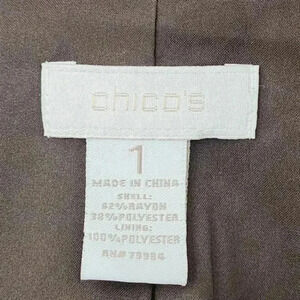 chico's
1
MADE IN CHINA
SHELL:
62%RAYON
38%POLYESTER
LINING:
100%POLYESTER
RN# 79984